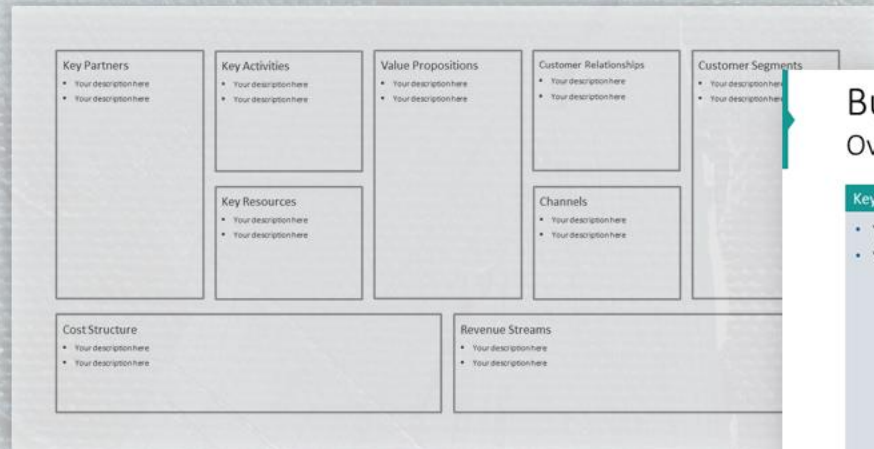 Key Partners
• Your description here
• Your description here
Key Activities
• Your description here
• Your description here
Key Resources
• Your description here
• Your description here
Value Propositions
• Your description here
• Your description here
Customer Relationships
• Your description here
• Your description here
Channels
• Your description here
• Your description here
Customer Segments
• Your description here
• Your description here
Cost Structure
• Your description here
• Your description here
Revenue Streams
• Your description here
• Your description here
Bu
Ov
Key